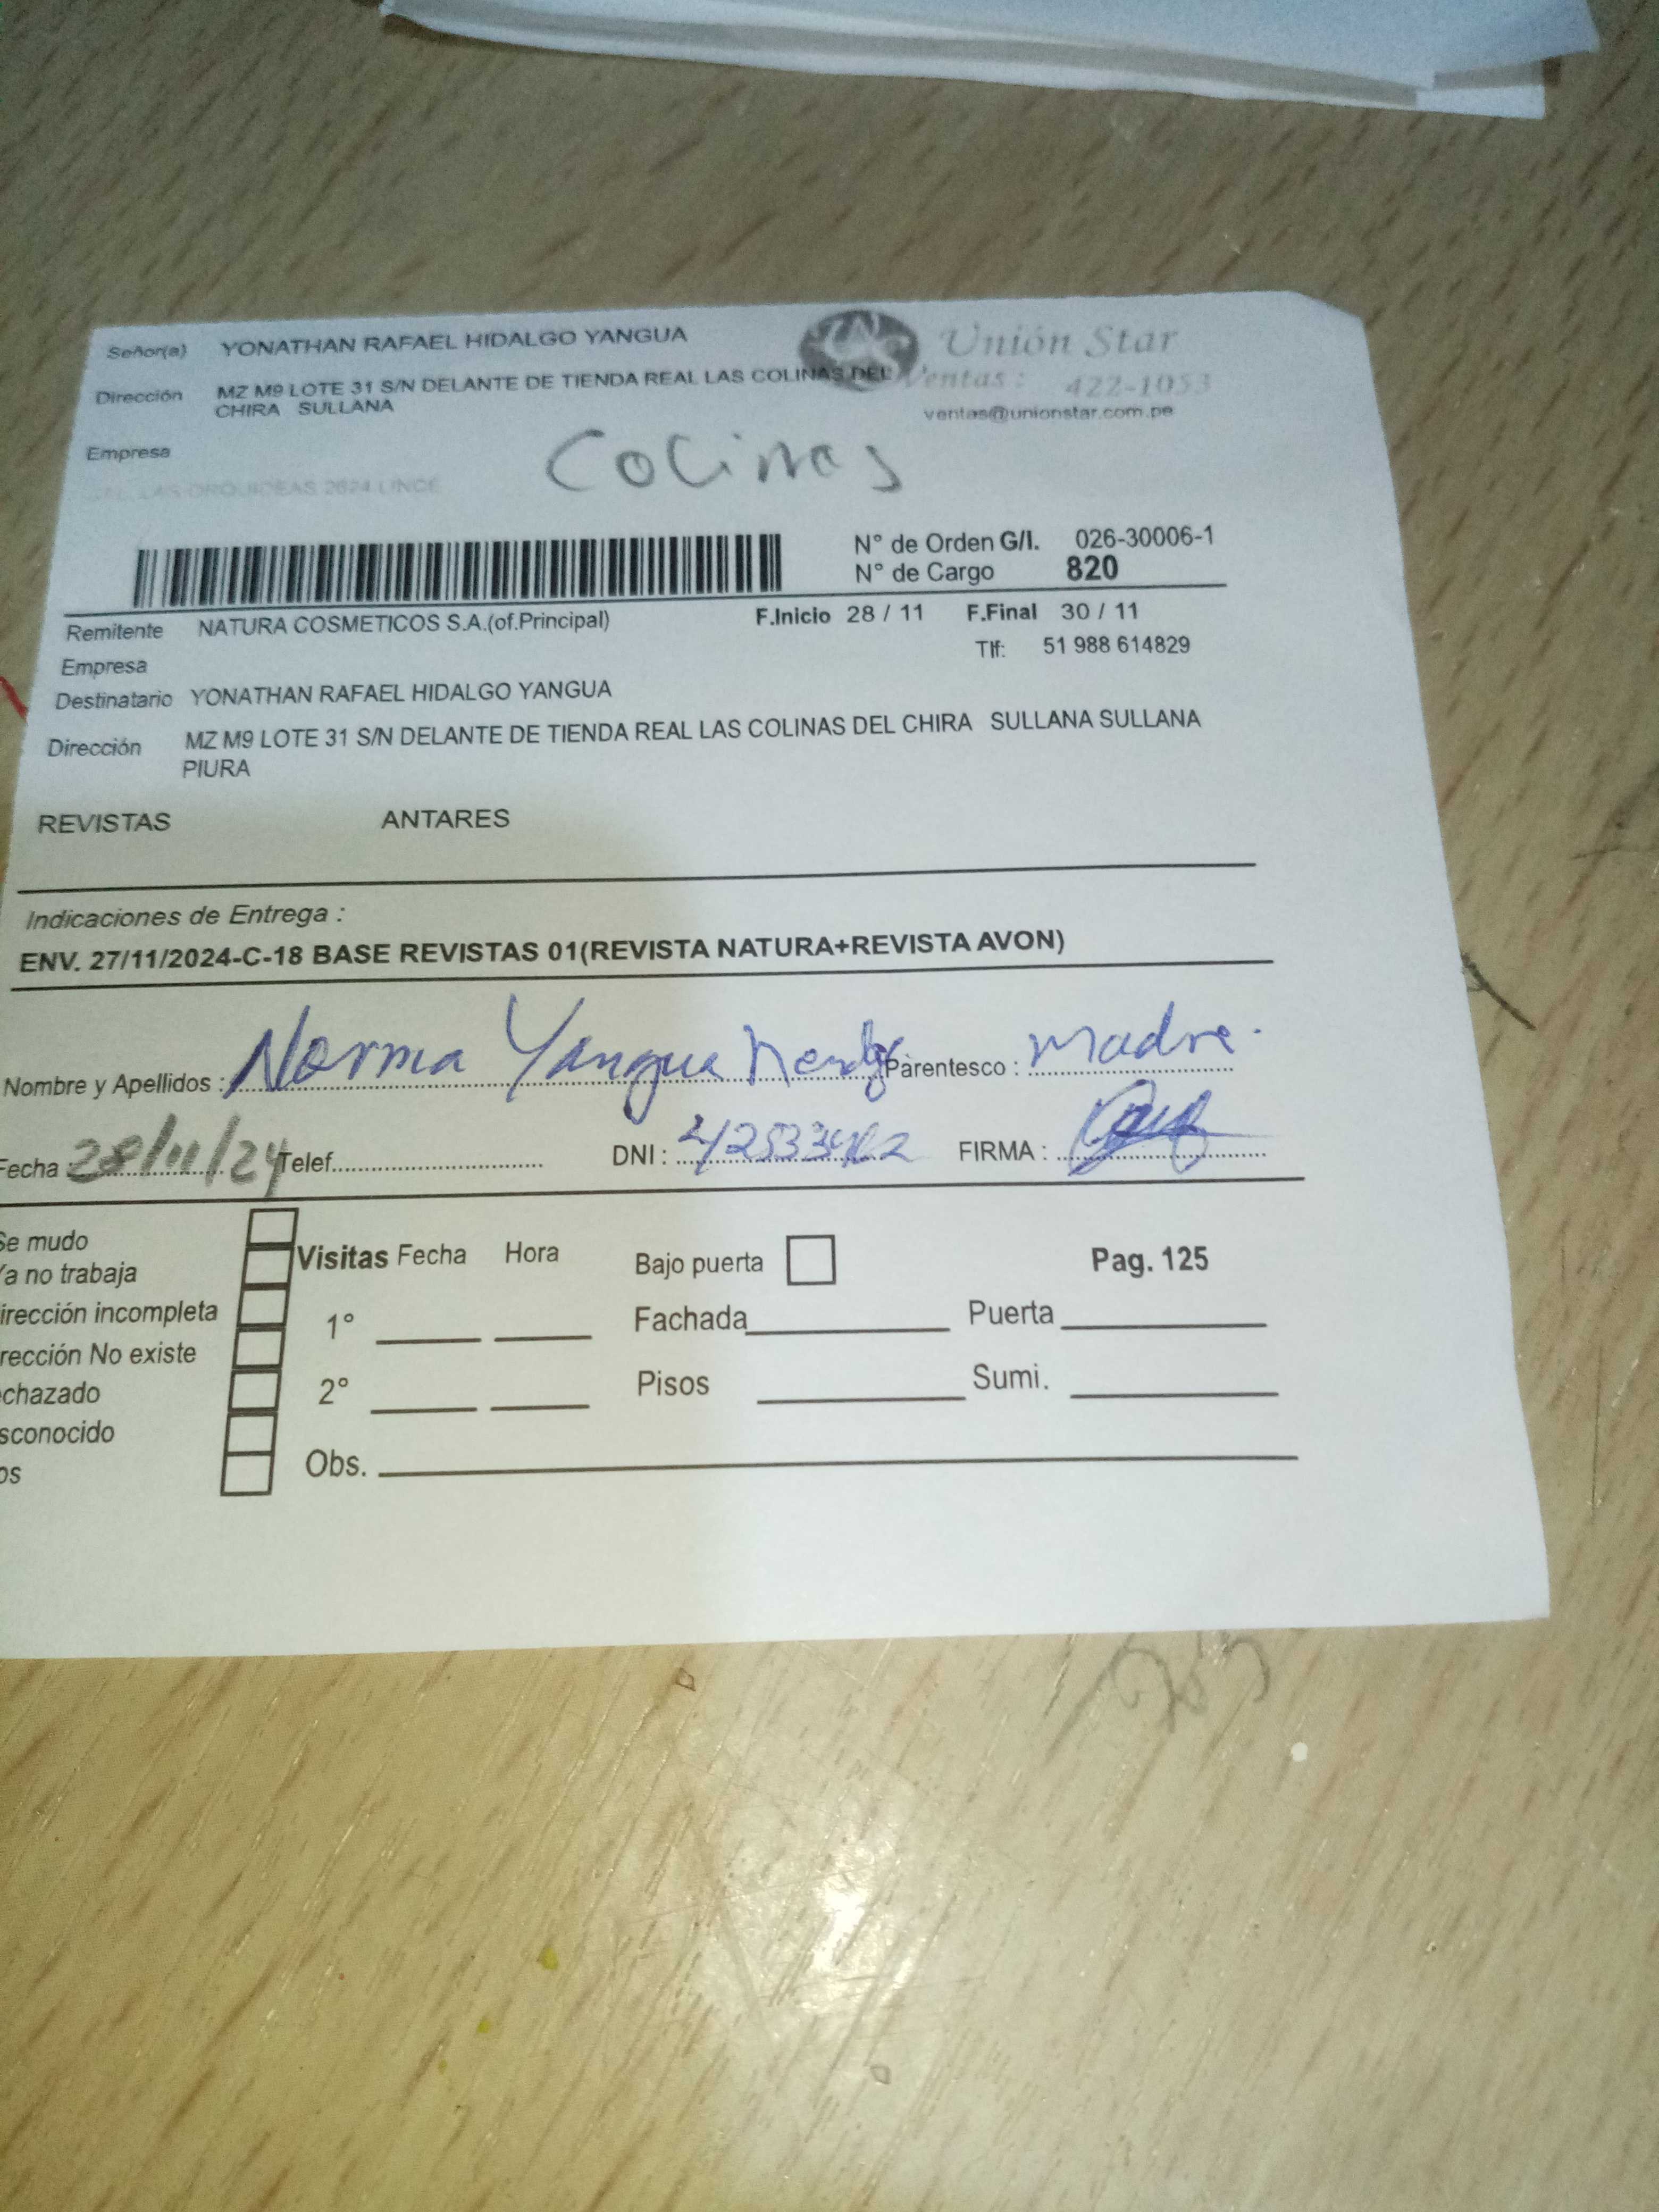 Señor(a) YONATHAN RAFAEL HIDALGO YANGUA
Unión Star
Dirección MZ M9 LOTE 31 S/N DELANTE DE TIENDA REAL LAS COLINAS DEL
CHIRA SULLANA
Ventas : 422-1053
ventas@unionstar.com.pe
Empresa
LAS ORQUIDEAS 2624 LINCE
Colinas
N° de Orden G/I. 026-30006-1
N° de Cargo 820
Remitente NATURA COSMETICOS S.A.(of.Principal) F.Inicio 28 / 11 F.Final 30 / 11
Empresa Tlf: 51 988 614829
Destinatario YONATHAN RAFAEL HIDALGO YANGUA
Dirección MZ M9 LOTE 31 S/N DELANTE DE TIENDA REAL LAS COLINAS DEL CHIRA SULLANA SULLANA
PIURA
REVISTAS ANTARES
Indicaciones de Entrega :
ENV. 27/11/2024-C-18 BASE REVISTAS 01(REVISTA NATURA+REVISTA AVON)
Nombre y Apellidos : Norma Yangua Parentesco : Madre.
Fecha 28/11/24 Telef. DNI : FIRMA :
Se mudo
Ya no trabaja
irección incompleta
rección No existe
echazado
sconocido
os
Visitas Fecha Hora
1°
2°
Obs.
Bajo puerta Pag. 125
Fachada Puerta
Pisos Sumi.